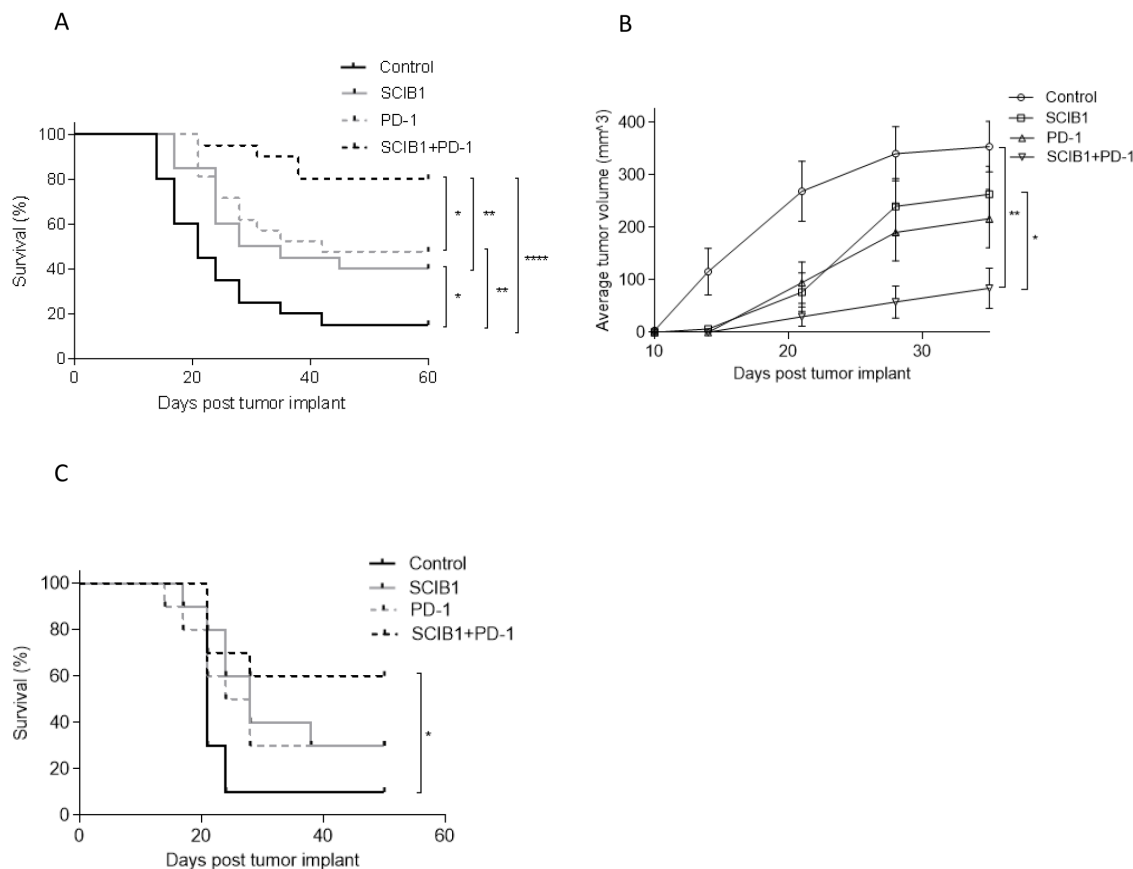 A
Control
SCIB1
PD-1
SCIB1+PD-1
100
80
60
40
20
0
Survival (%)
0
20
40
60
Days post tumor implant
*
**
****
*
**
B
Control
SCIB1
PD-1
SCIB1+PD-1
400
300
200
100
0
Average tumor volume (mm^3)
10
20
30
Days post tumor implant
**
*
C
Control
SCIB1
PD-1
SCIB1+PD-1
100
80
60
40
20
0
Survival (%)
0
20
40
60
Days post tumor implant
*